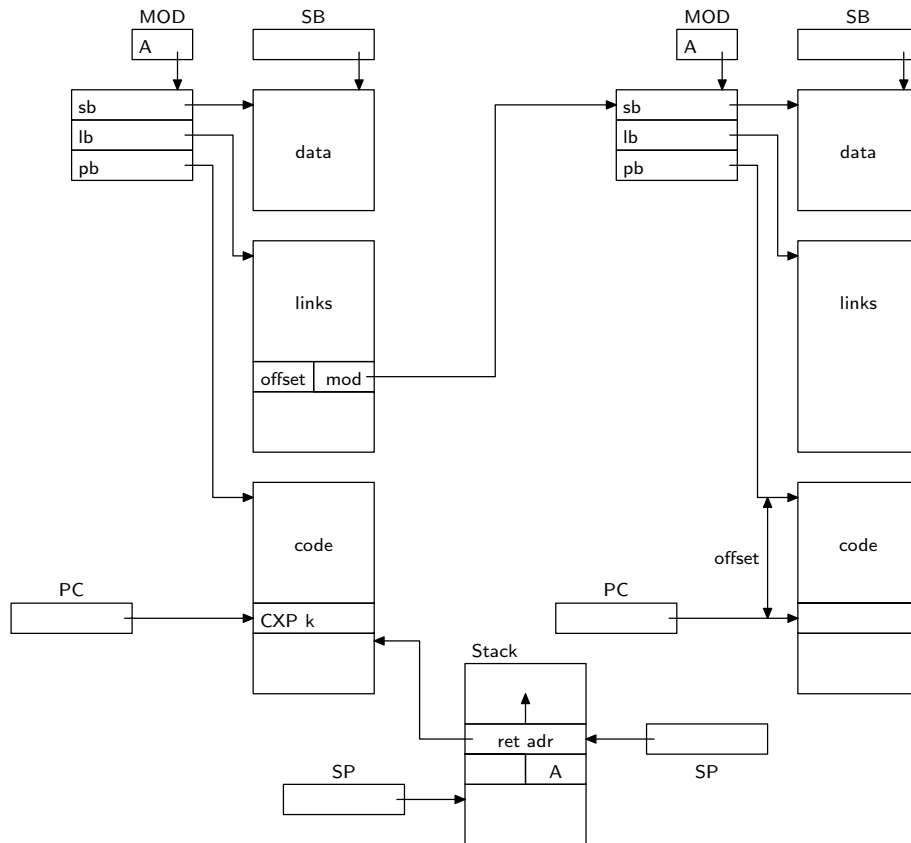 MOD SB MOD SB
A A
sb sb
lb data lb data
pb pb
links links
offset mod
code code
offset
PC PC
CXP k
Stack
ret adr
SP A SP